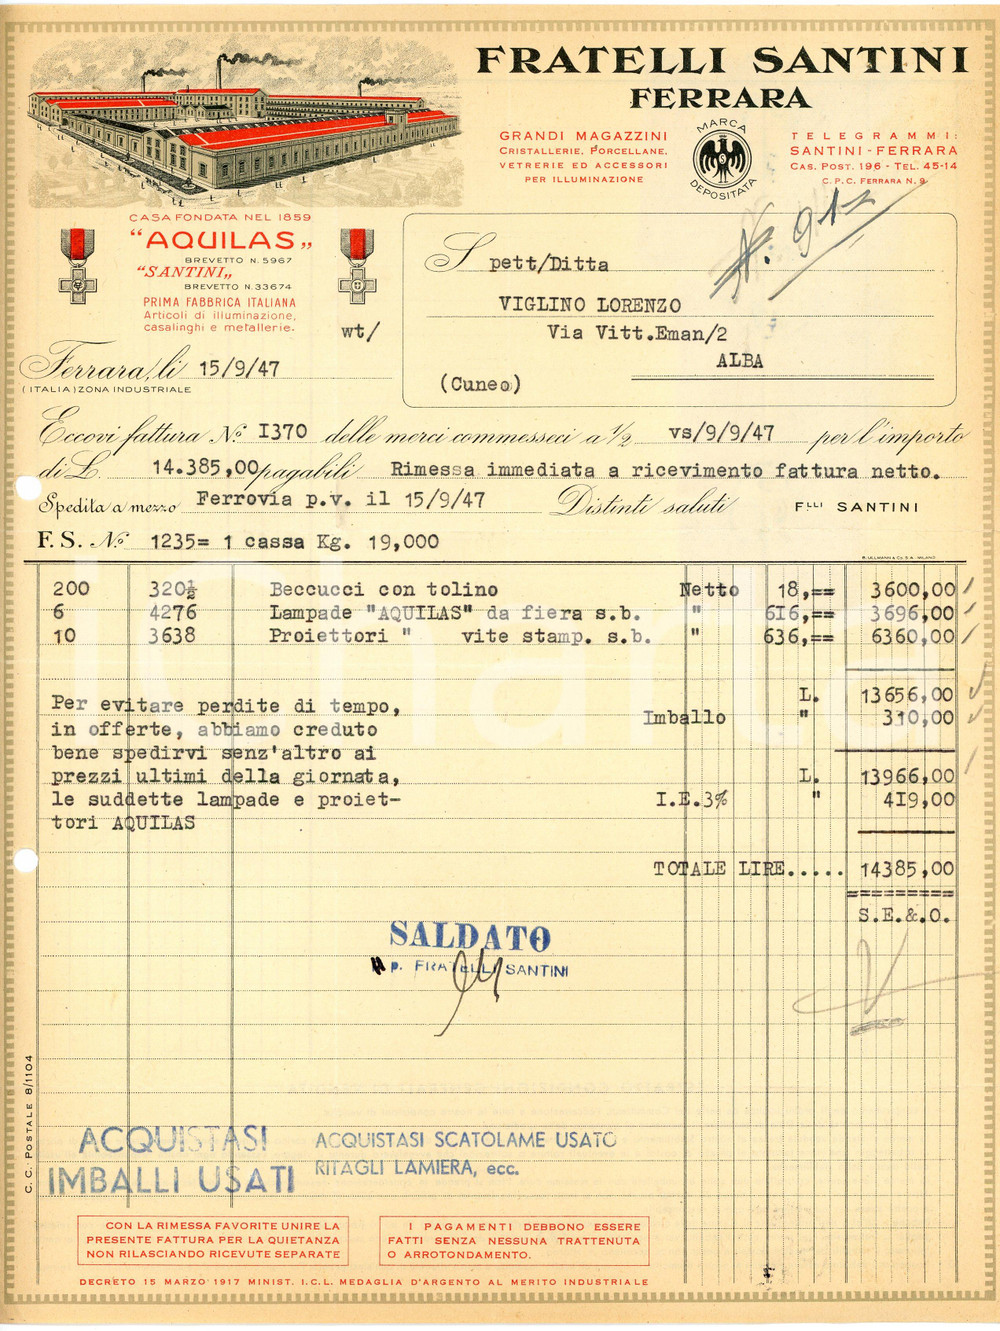 FRATELLI SANTINI
FERRARA
GRANDI MAGAZZINI
CRISTALLERIE, PORCELLANE,
VETRERIE ED ACCESSORI
PER ILLUMINAZIONE
MARCA
DEPOSITATA
TELEGRAMMI:
SANTINI - FERRARA
CAS. POST. 196 - TEL. 45-14
C.P.C. FERRARA N. 9
CASA FONDATA NEL 1859
"AQUILAS„
BREVETTO N. 5967
"SANTINI„
BREVETTO N. 33674
PRIMA FABBRICA ITALIANA
Articoli di illuminazione,
casalinghi e metallerie.
wt/
N. 912
Spett/Ditta
VIGLINO LORENZO
Via Vitt.Eman/2
ALBA
(Cuneo)
Ferrara, li 15/9/47
(ITALIA) ZONA INDUSTRIALE
Eccovi fattura No. I370 delle merci commesseci a 1/2 vs/9/9/47 per l'importo
di L. 14.385,00 pagabili Rimessa immediata a ricevimento fattura netto.
Spedita a mezzo Ferrovia p.v. il 15/9/47 Distinti saluti FLLI SANTINI
F. S. No. 1235= 1 cassa Kg. 19,000
R. ULLMANN & Co. S.A. - MILANO
200 320½ Beccucci con tolino Netto 18,== 3600,00
6 4276 Lampade "AQUILAS" da fiera s.b. " 616,== 3696,00
10 3638 Proiettori " vite stamp. s.b. " 636,== 6360,00
L. 13656,00
Imballo " 310,00
L. 13966,00
I.E.3% " 419,00
TOTALE LIRE..... 14385,00
S.E.&.O.
Per evitare perdite di tempo,
in offerte, abbiamo creduto
bene spedirvi senz'altro ai
prezzi ultimi della giornata,
le suddette lampade e proiet-
tori AQUILAS
SALDATO
p. FRATELLI SANTINI
C. C. POSTALE 8/1104
ACQUISTASI
IMBALLI USATI
ACQUISTASI SCATOLAME USATO
RITAGLI LAMIERA, ecc.
CON LA RIMESSA FAVORITE UNIRE LA
PRESENTE FATTURA PER LA QUIETANZA
NON RILASCIANDO RICEVUTE SEPARATE
I PAGAMENTI DEBBONO ESSERE
FATTI SENZA NESSUNA TRATTENUTA
O ARROTONDAMENTO.
DECRETO 15 MARZO 1917 MINIST. I.C.L. MEDAGLIA D'ARGENTO AL MERITO INDUSTRIALE